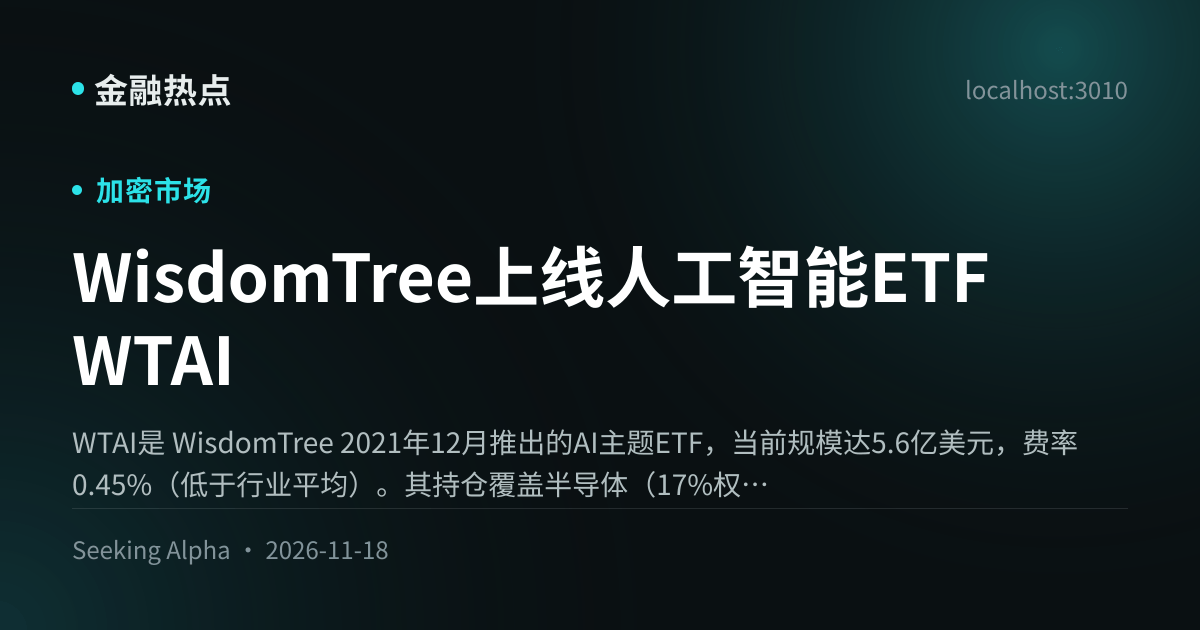 金融热点
localhost:3010
加密市场
WisdomTree上线人工智能ETF
WTAI
WTAI是 WisdomTree 2021年12月推出的AI主题ETF，当前规模达5.6亿美元，费率
0.45%（低于行业平均）。其持仓覆盖半导体（17%权…
Seeking Alpha · 2026-11-18